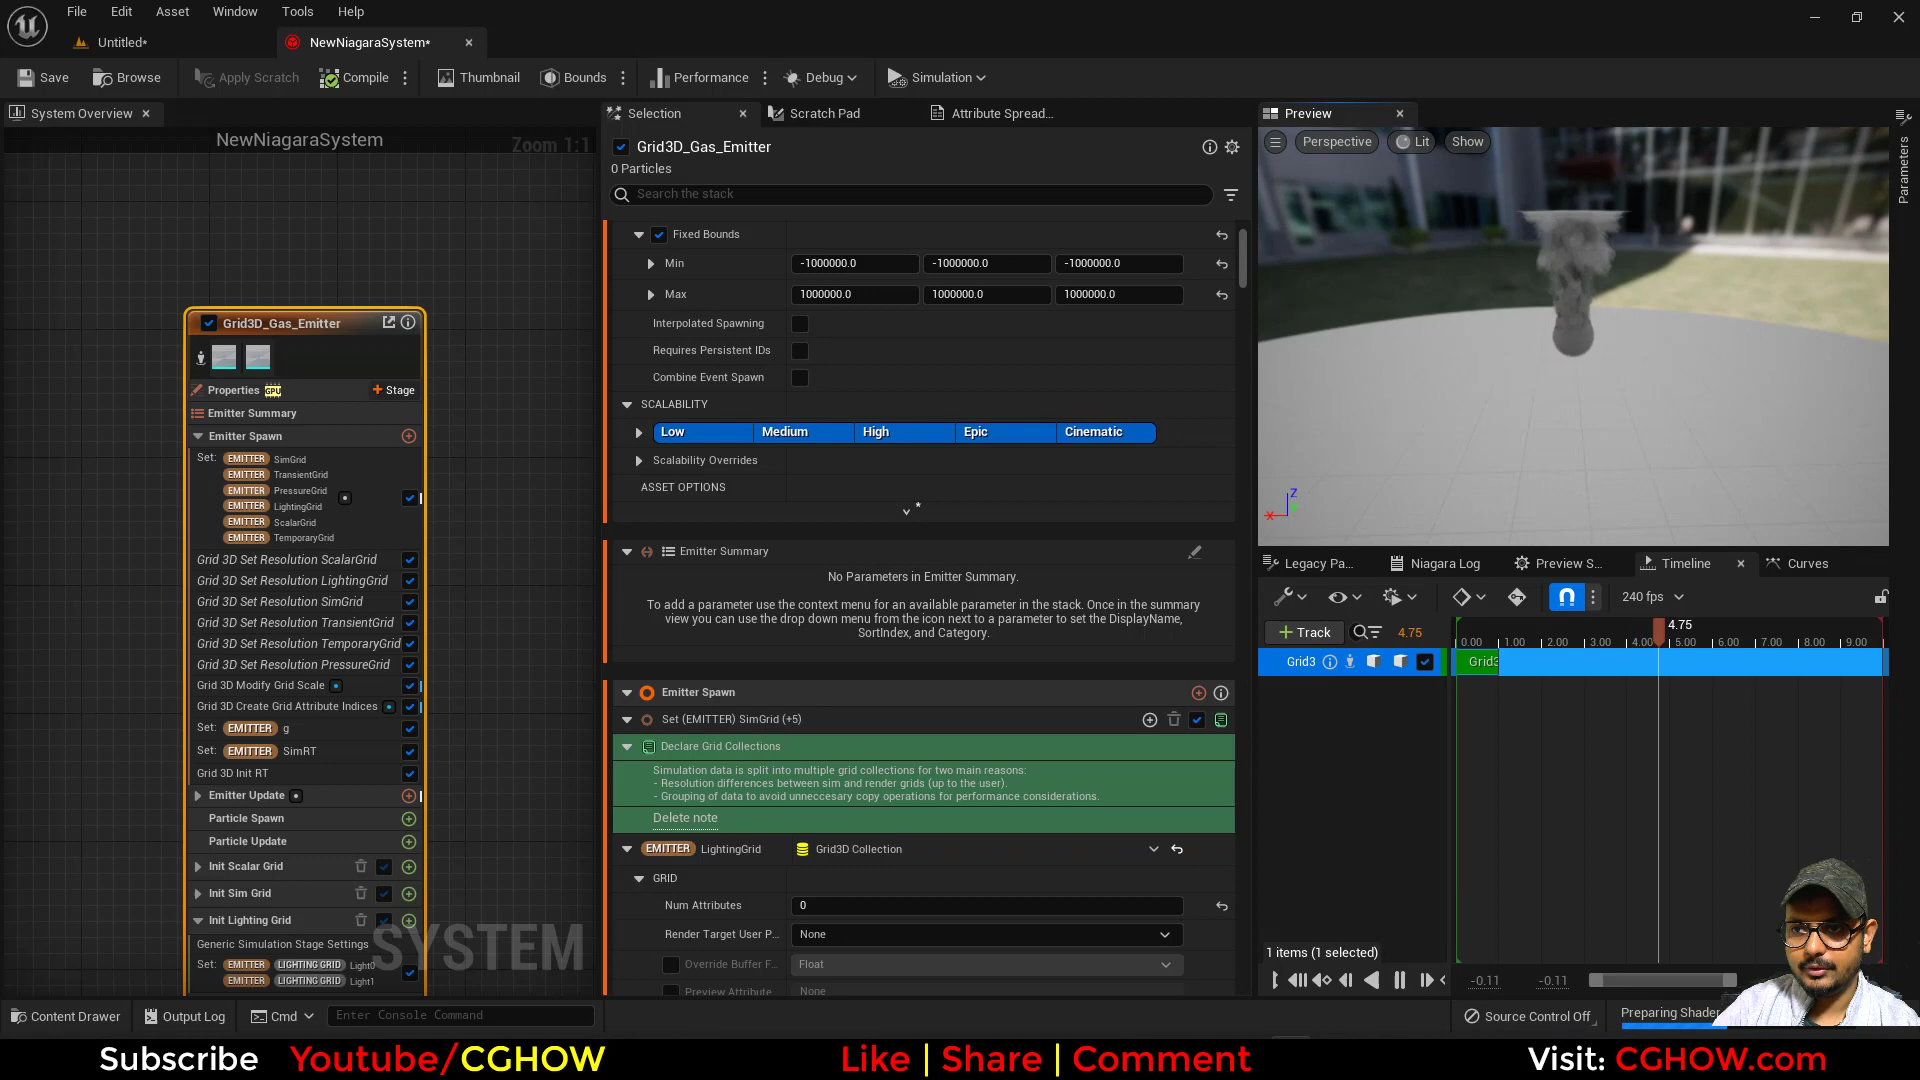 File Edit Asset Window Tools Help
Untitled*
NewNiagaraSystem*
Save Browse Apply Scratch Compile Thumbnail Bounds Performance Debug Simulation
System Overview
NewNiagaraSystem
Zoom 1:1
Grid3D_Gas_Emitter
Properties GPU Stage
Emitter Summary
Emitter Spawn
Set: EMITTER SimGrid
EMITTER TransientGrid
EMITTER PressureGrid
EMITTER LightingGrid
EMITTER ScalarGrid
EMITTER TemporaryGrid
Grid 3D Set Resolution ScalarGrid
Grid 3D Set Resolution LightingGrid
Grid 3D Set Resolution SimGrid
Grid 3D Set Resolution TransientGrid
Grid 3D Set Resolution TemporaryGrid
Grid 3D Set Resolution PressureGrid
Grid 3D Modify Grid Scale
Grid 3D Create Grid Attribute Indices
Set: EMITTER g
Set: EMITTER SimRT
Grid 3D Init RT
Emitter Update
Particle Spawn
Particle Update
Init Scalar Grid
Init Sim Grid
Init Lighting Grid
Generic Simulation Stage Settings
Set: EMITTER LIGHTING GRID Light0
EMITTER LIGHTING GRID Light1
SYSTEM
Selection Scratch Pad Attribute Spread...
Grid3D_Gas_Emitter
0 Particles
Search the stack
Fixed Bounds
Min -1000000.0 -1000000.0 -1000000.0
Max 1000000.0 1000000.0 1000000.0
Interpolated Spawning
Requires Persistent IDs
Combine Event Spawn
SCALABILITY
Low Medium High Epic Cinematic
Scalability Overrides
ASSET OPTIONS
Emitter Summary
No Parameters in Emitter Summary.
To add a parameter use the context menu for an available parameter in the stack. Once in the summary
view you can use the drop down menu from the icon next to a parameter to set the DisplayName,
SortIndex, and Category.
Emitter Spawn
Set (EMITTER) SimGrid (+5)
Declare Grid Collections
Simulation data is split into multiple grid collections for two main reasons:
- Resolution differences between sim and render grids (up to the user).
- Grouping of data to avoid unneccesary copy operations for performance considerations.
Delete note
EMITTER LightingGrid Grid3D Collection
GRID
Num Attributes 0
Render Target User P... None
Override Buffer F... Float
Preview Attribute None
Preview
Perspective Lit Show
Z
X
Parameters
Legacy Pa... Niagara Log Preview S... Timeline Curves
240 fps
Track 4.75
4.75
0.00 1.00 2.00 3.00 4.00 5.00 6.00 7.00 8.00 9.00
Grid3 Grid3
1 items (1 selected)
-0.11 -0.11
Content Drawer Output Log Cmd Enter Console Command
Source Control Off Preparing Shader
Subscribe Youtube/CGHOW Like | Share | Comment Visit: CGHOW.com